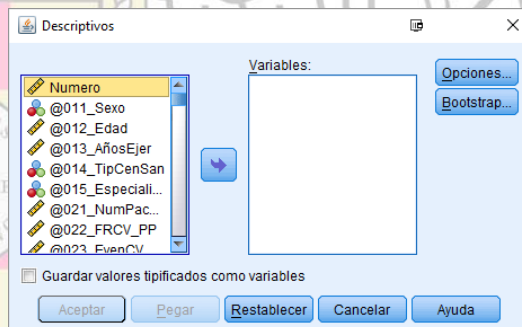 Descriptivos
Variables:
Numero
@011_Sexo
@012_Edad
@013_AñosEjer
@014_TipCenSan
@015_Especiali...
@021_NumPac...
@022_FRCV_PP
@023_EvenCV
Opciones...
Bootstrap...
Guardar valores tipificados como variables
Aceptar Pegar Restablecer Cancelar Ayuda